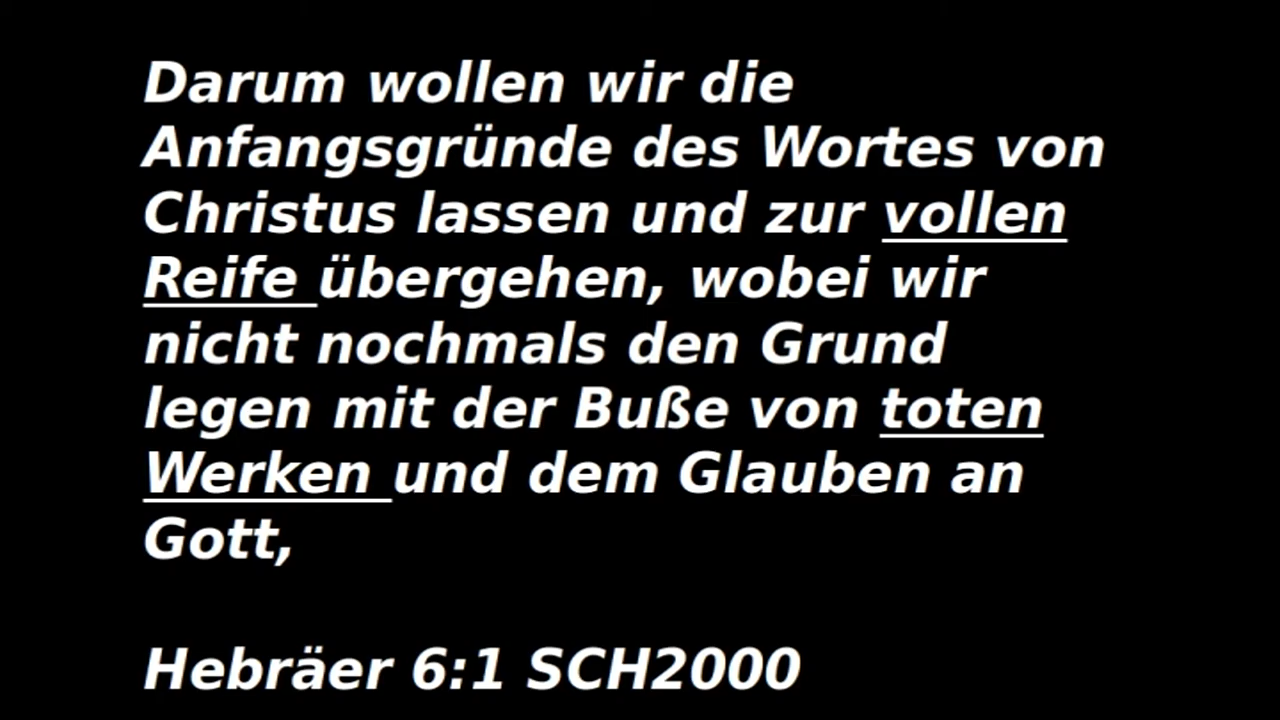 Darum wollen wir die
Anfangsgründe des Wortes von
Christus lassen und zur vollen
Reife übergehen, wobei wir
nicht nochmals den Grund
legen mit der Buße von toten
Werken und dem Glauben an
Gott,
Hebräer 6:1 SCH2000